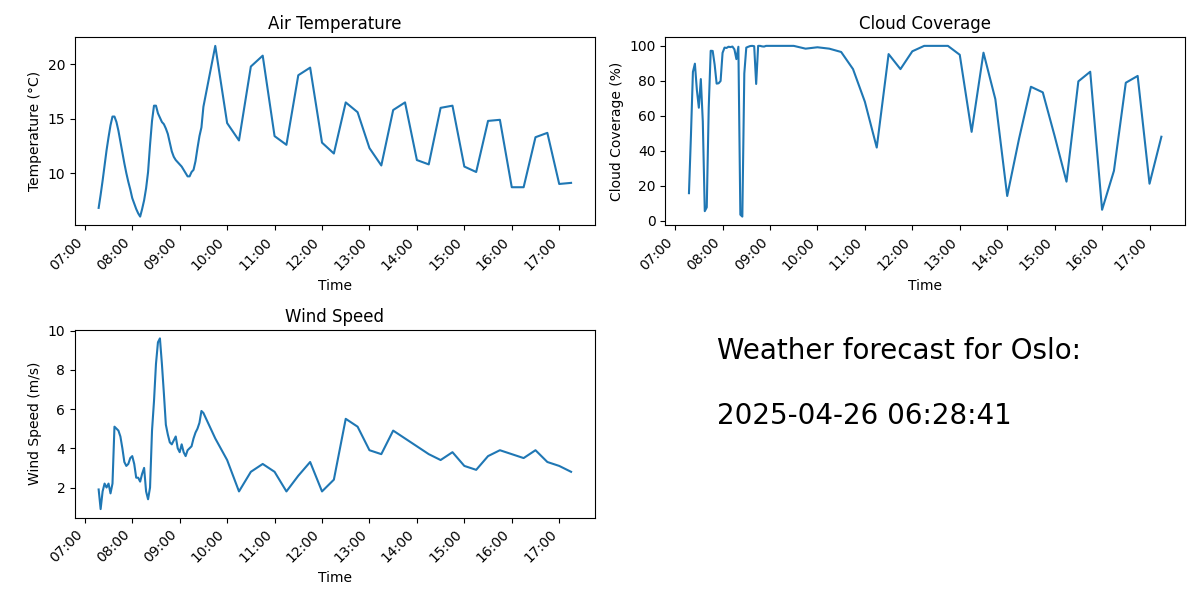 Air Temperature
Temperature (°C)
20
15
10
07:00 08:00 09:00 10:00 11:00 12:00 13:00 14:00 15:00 16:00 17:00
Time
Cloud Coverage
Cloud Coverage (%)
100
80
60
40
20
0
07:00 08:00 09:00 10:00 11:00 12:00 13:00 14:00 15:00 16:00 17:00
Time
Wind Speed
Wind Speed (m/s)
10
8
6
4
2
07:00 08:00 09:00 10:00 11:00 12:00 13:00 14:00 15:00 16:00 17:00
Time
Weather forecast for Oslo:
2025-04-26 06:28:41